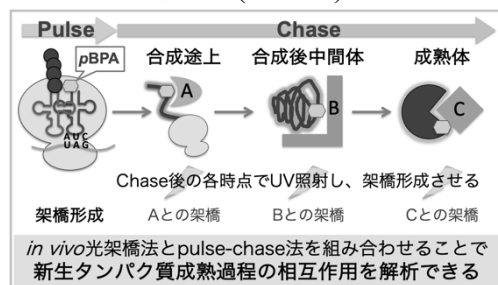 Pulse Chase
pBPA
合成途上 合成後中間体 成熟体
A B C
AUC
UAG
Chase後の各時点でUV照射し、架橋形成させる
架橋形成 Aとの架橋 Bとの架橋 Cとの架橋
in vivo光架橋法とpulse-chase法を組み合わせることで
新生タンパク質成熟過程の相互作用を解析できる